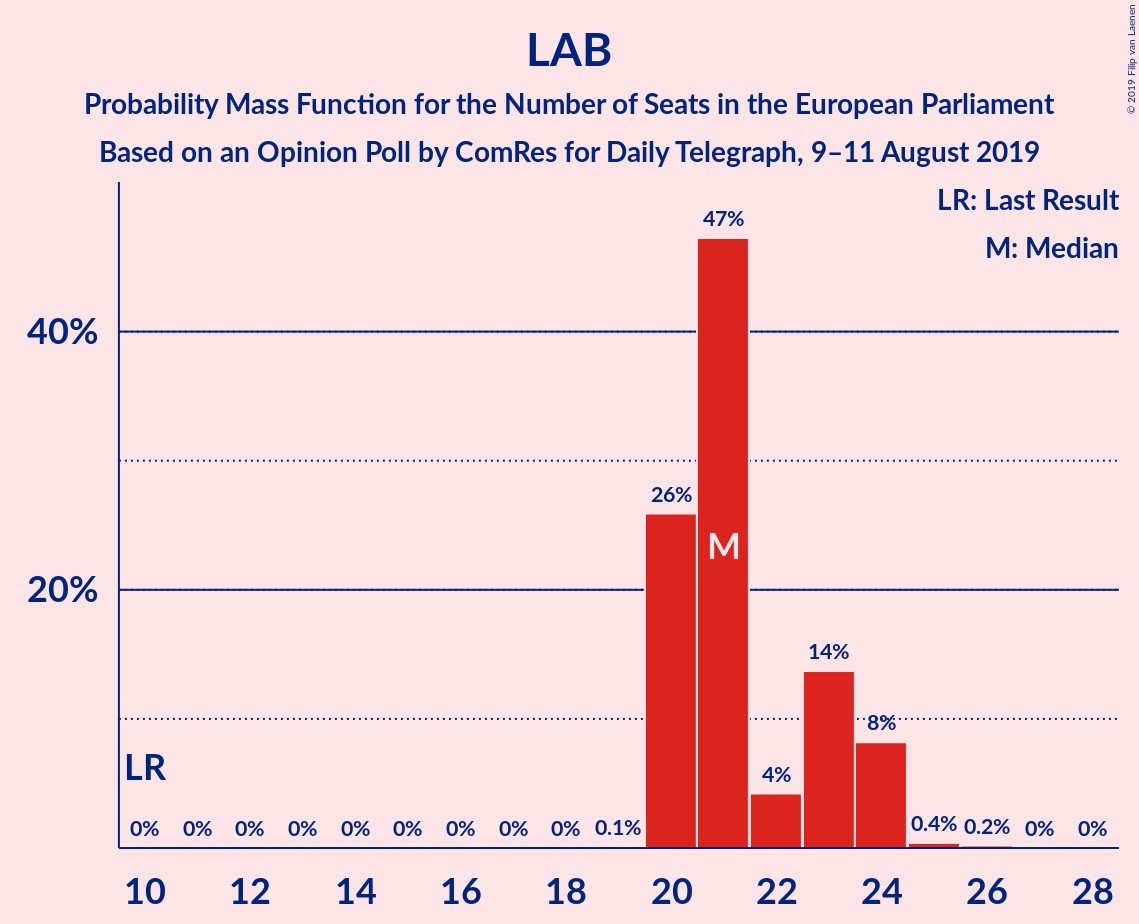 LAB
Probability Mass Function for the Number of Seats in the European Parliament
Based on an Opinion Poll by ComRes for Daily Telegraph, 9–11 August 2019
© 2019 Filip van Laenen
LR: Last Result
M: Median
47%
40%
26%
M
20%
14%
8%
LR
4%
0% 0% 0% 0% 0% 0% 0% 0% 0% 0.1% 0.4% 0.2% 0% 0%
10 12 14 16 18 20 22 24 26 28